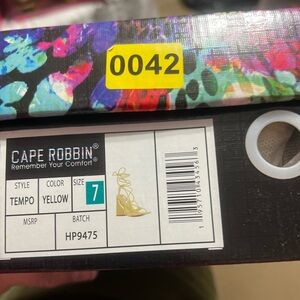 0042
CAPE ROBBIN®
Remember Your Comfort®
STYLE COLOR SIZE
TEMPO YELLOW 7
MSRP BATCH
HP9475